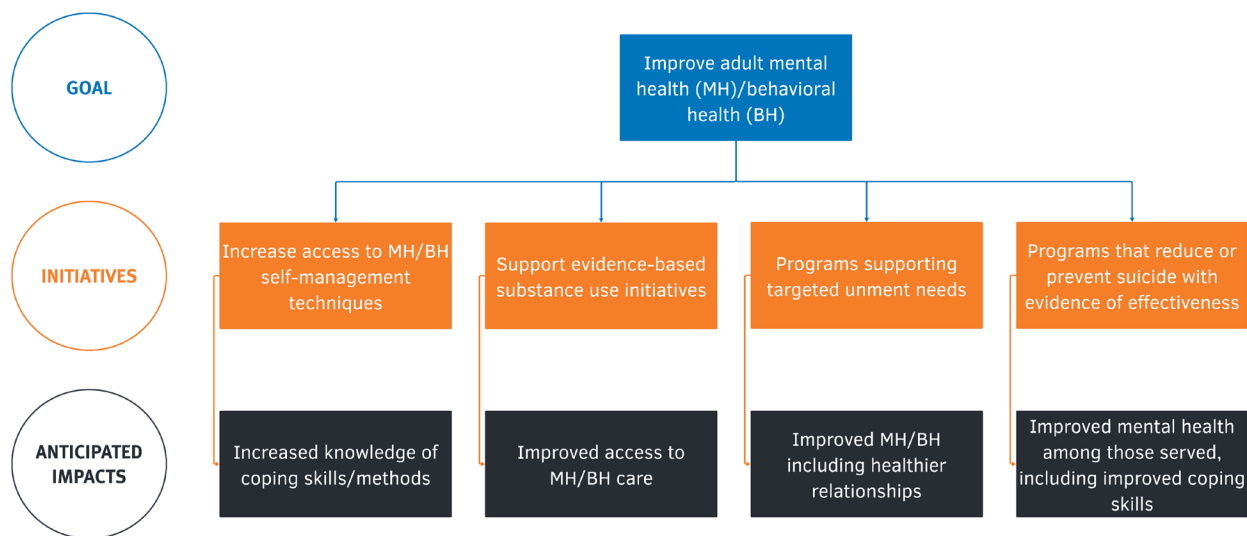 GOAL
Improve adult mental
health (MH)/behavioral
health (BH)
INITIATIVES
Increase access to MH/BH
self-management
techniques
Support evidence-based
substance use initiatives
Programs supporting
targeted unment needs
Programs that reduce or
prevent suicide with
evidence of effectiveness
ANTICIPATED
IMPACTS
Increased knowledge of
coping skills/methods
Improved access to
MH/BH care
Improved MH/BH
including healthier
relationships
Improved mental health
among those served,
including improved coping
skills